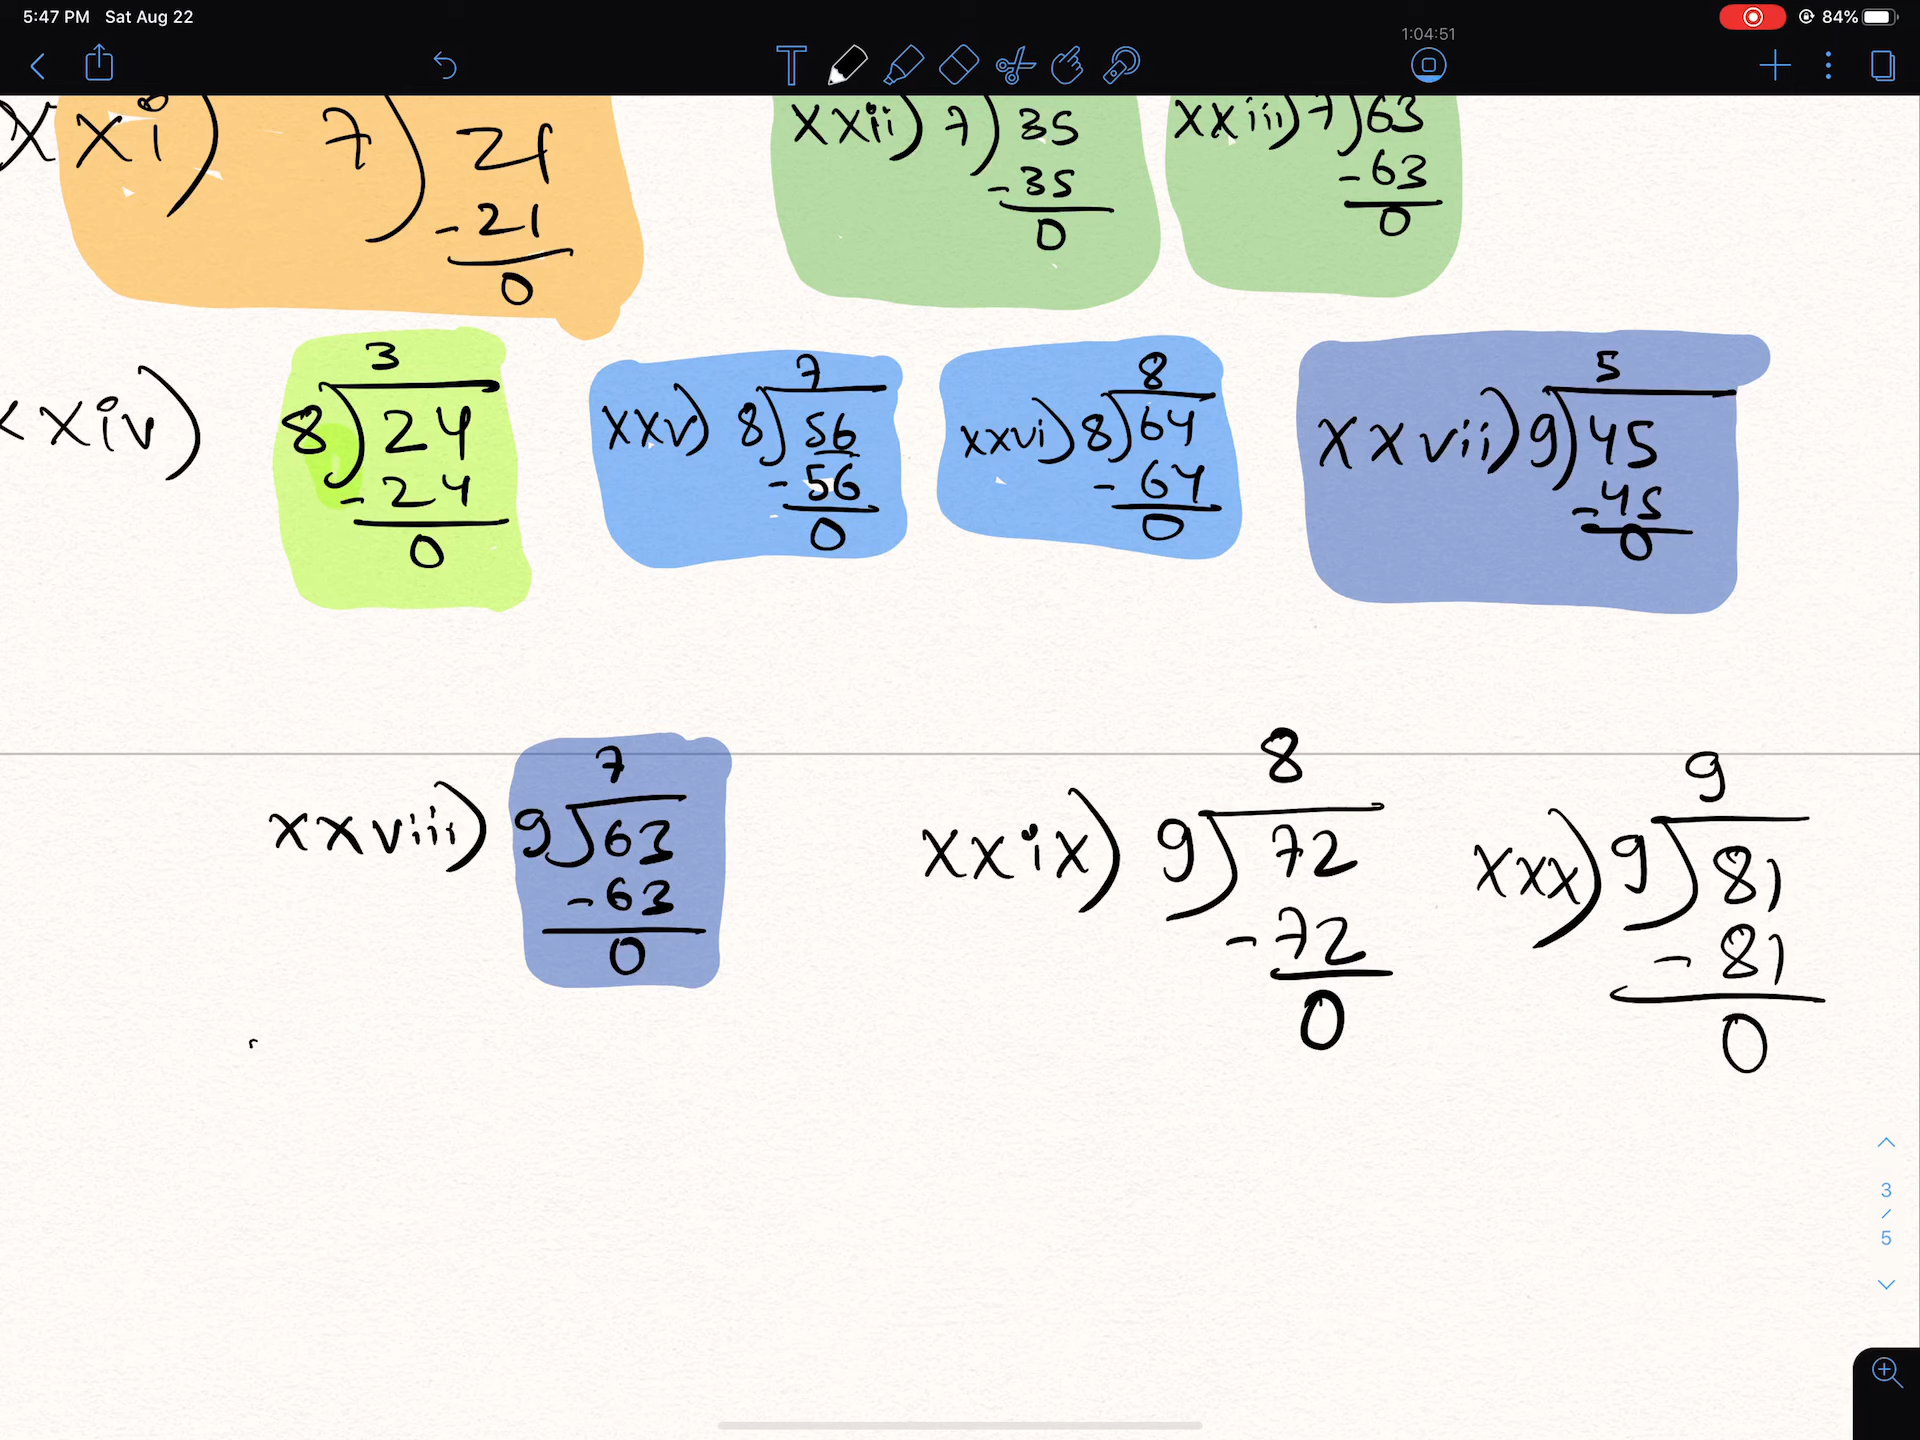 5:47 PM Sat Aug 22
84%
1:04:51
xxi) 7) 21
- 21
0
xxii) 7) 35
- 35
0
xxiii) 7) 63
- 63
0
xxiv) 3
8) 24
- 24
0
7
xxv) 8) 56
- 56
0
8
xxvi) 8) 64
- 64
0
5
xxvii) 9) 45
- 45
0
7
xxviii) 9) 63
- 63
0
8
xxix) 9) 72
- 72
0
9
xxx) 9) 81
- 81
0
3
/
5